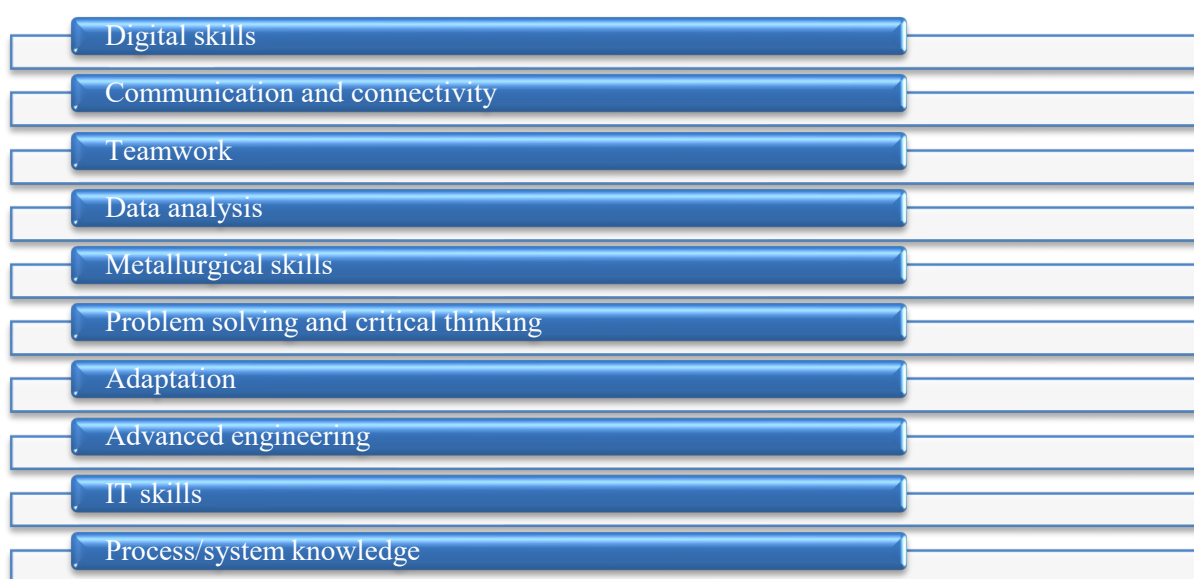 Digital skills
Communication and connectivity
Teamwork
Data analysis
Metallurgical skills
Problem solving and critical thinking
Adaptation
Advanced engineering
IT skills
Process/system knowledge